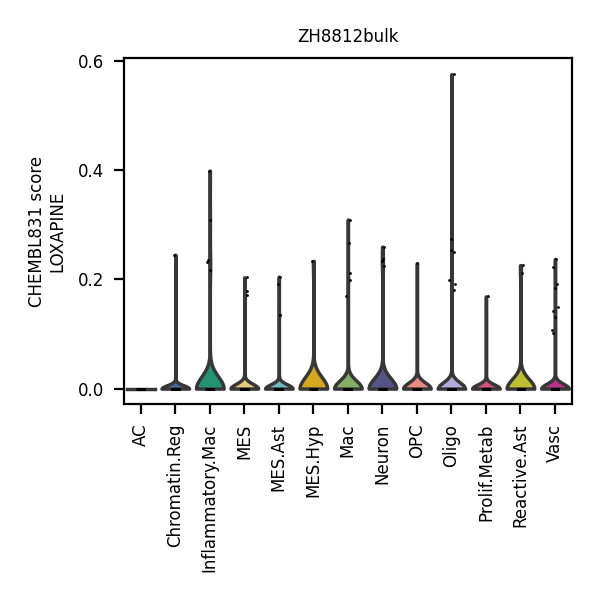 ZH8812bulk
CHEMBL831 score
LOXAPINE
0.6
0.4
0.2
0.0
AC
Chromatin.Reg
Inflammatory.Mac
MES
MES.Ast
MES.Hyp
Mac
Neuron
OPC
Oligo
Prolif.Metab
Reactive.Ast
Vasc